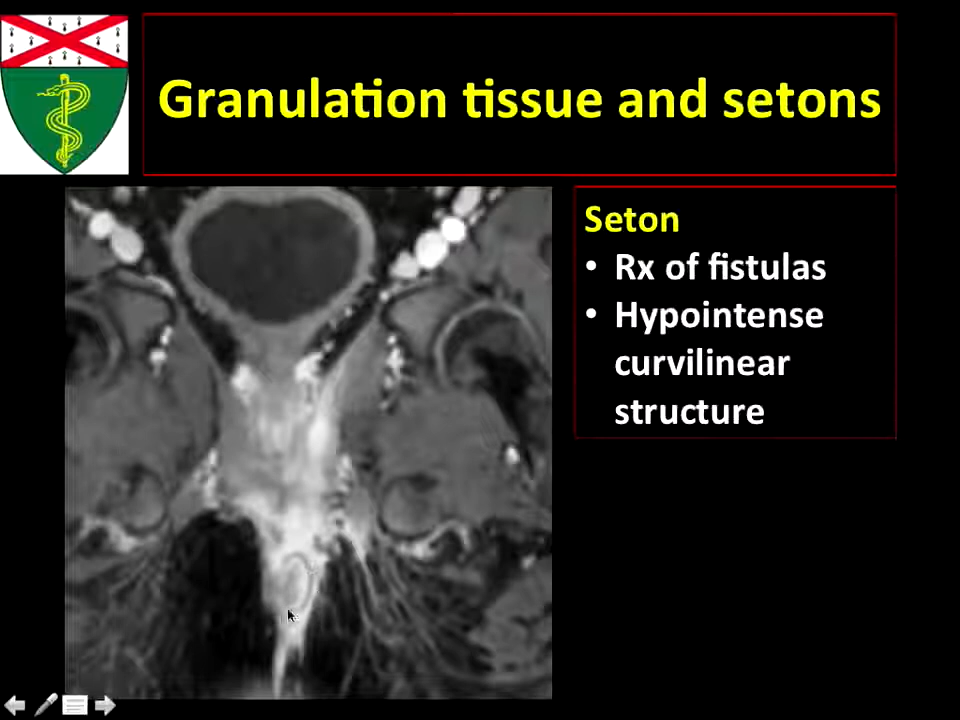 Granulation tissue and setons
Seton
• Rx of fistulas
• Hypointense
curvilinear
structure